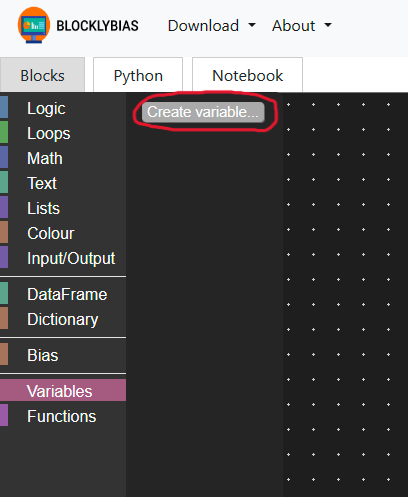 BLOCKLYBIAS Download About
Blocks Python Notebook
Logic
Loops
Math
Text
Lists
Colour
Input/Output
DataFrame
Dictionary
Bias
Variables
Functions
Create variable...